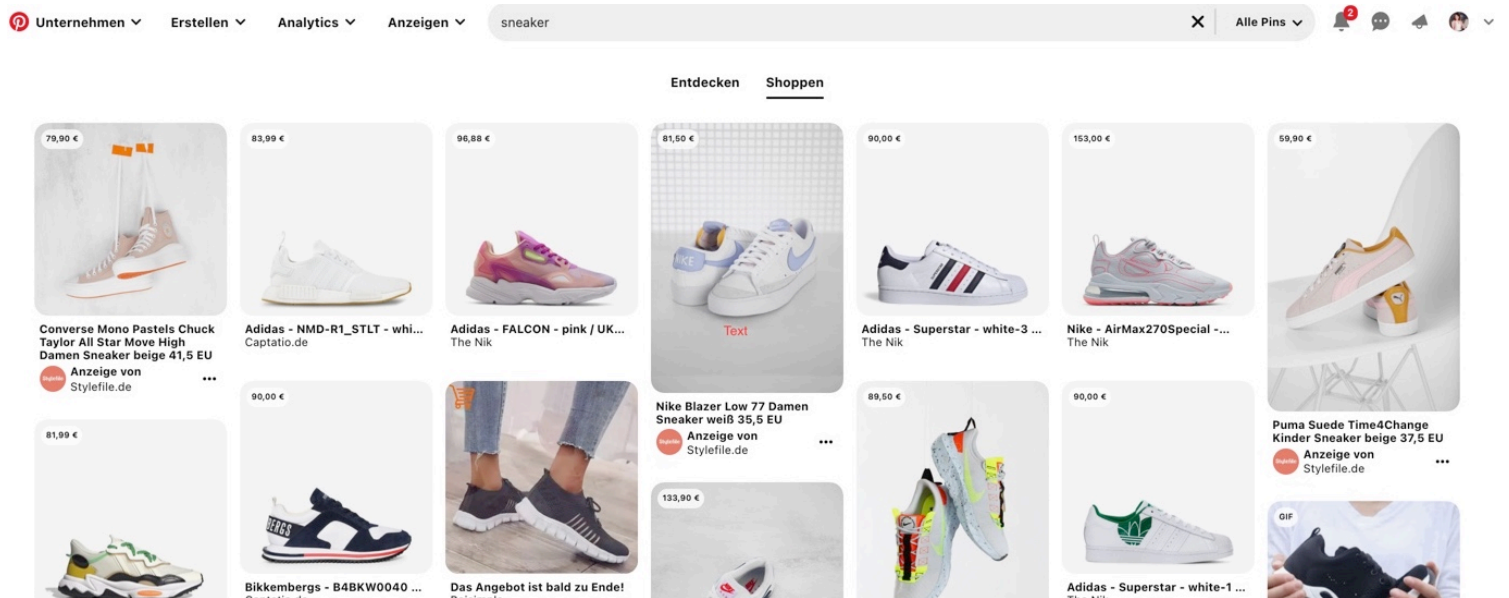 Unternehmen
Erstellen
Analytics
Anzeigen
sneaker
Alle Pins
2
Entdecken
Shoppen
79,90 €
Converse Mono Pastels Chuck
Taylor All Star Move High
Damen Sneaker beige 41,5 EU
Anzeige von
Stylefile.de
83,99 €
Adidas - NMD-R1_STLT - whi...
Captatio.de
96,88 €
Adidas - FALCON - pink / UK...
The Nik
81,50 €
NIKE
Text
Nike Blazer Low 77 Damen
Sneaker weiß 35,5 EU
Anzeige von
Stylefile.de
90,00 €
Adidas - Superstar - white-3 ...
The Nik
153,00 €
Nike - AirMax270Special -...
The Nik
59,90 €
Puma Suede Time4Change
Kinder Sneaker beige 37,5 EU
Anzeige von
Stylefile.de
81,99 €
90,00 €
Bikkembergs - B4BKW0040 ...
Das Angebot ist bald zu Ende!
133,90 €
89,50 €
90,00 €
Adidas - Superstar - white-1 ...
GIF